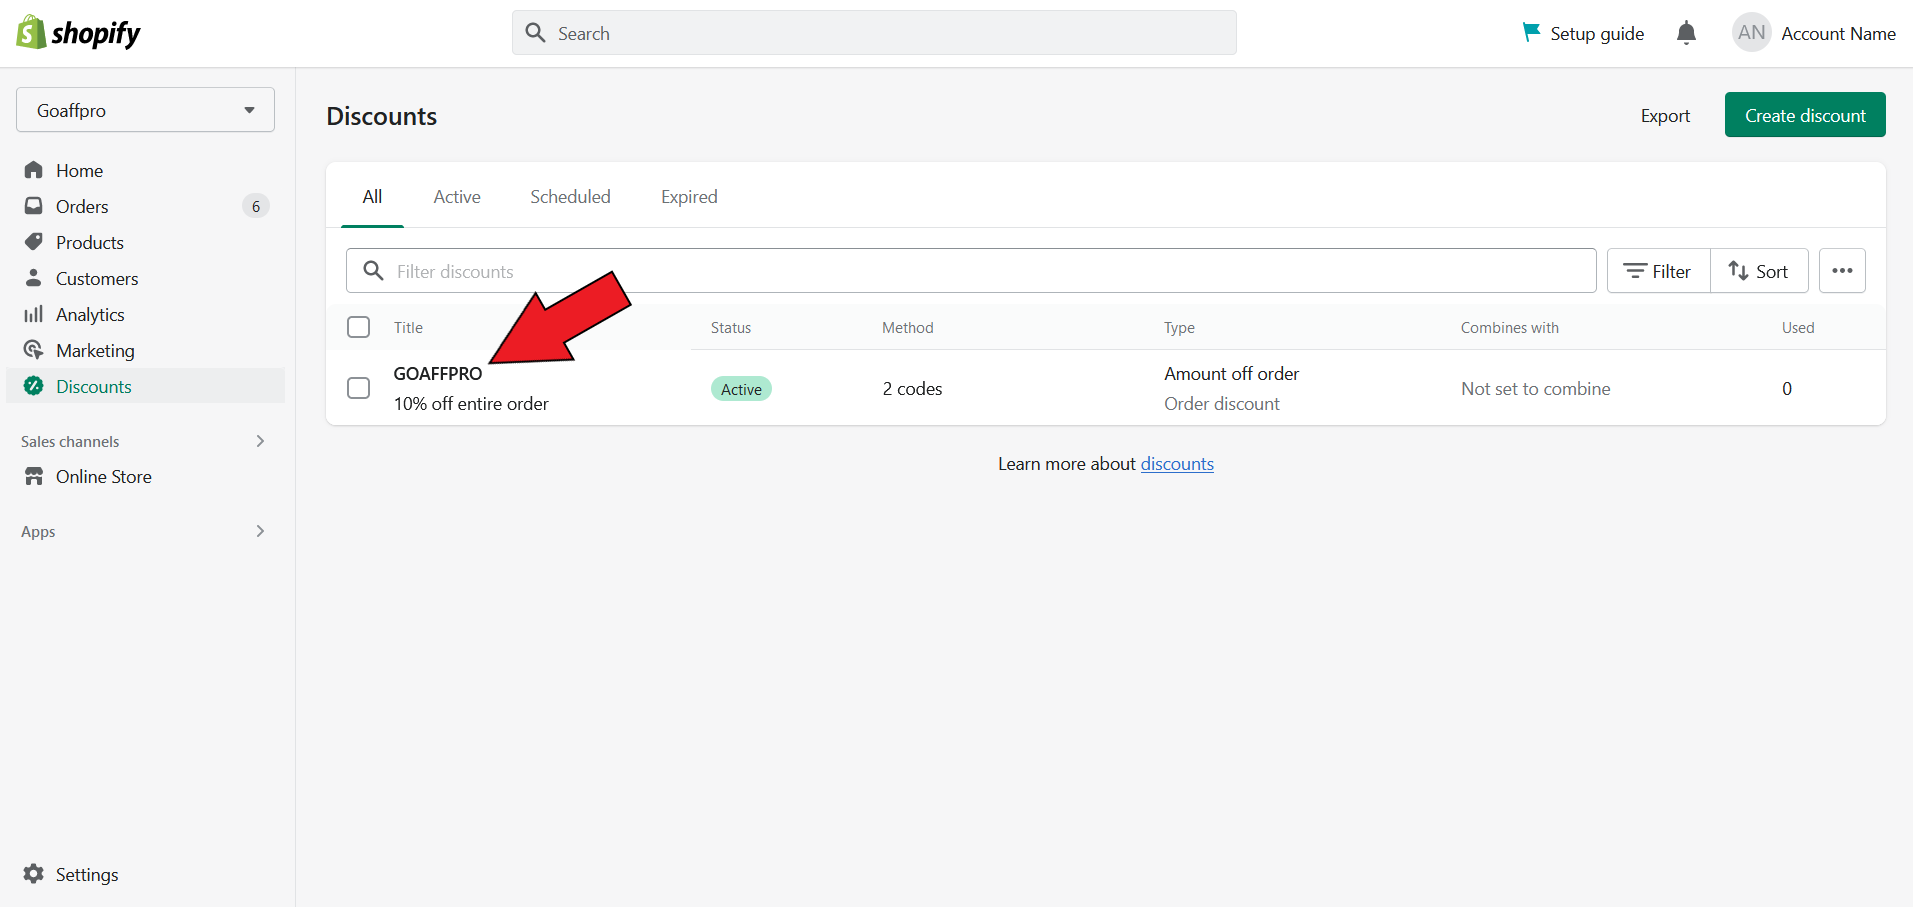 shopify
Search
Setup guide
AN
Account Name
Goaffpro
Home
Orders
6
Products
Customers
Analytics
Marketing
Discounts
Sales channels
Online Store
Apps
Settings
Discounts
Export
Create discount
All
Active
Scheduled
Expired
Filter discounts
Filter
Sort
Title
Status
Method
Type
Combines with
Used
GOAFFPRO
10% off entire order
Active
2 codes
Amount off order
Order discount
Not set to combine
0
Learn more about discounts